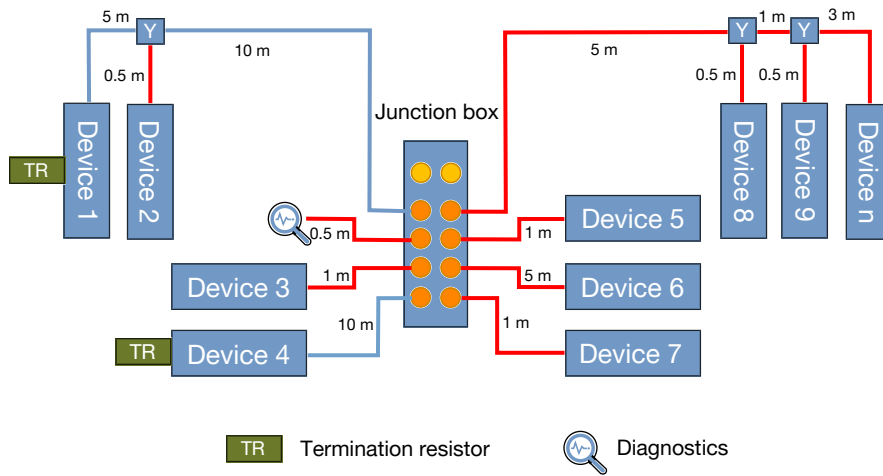 5 m
Y
10 m
0.5 m
5 m
Y
1 m
Y
3 m
0.5 m
0.5 m
Junction box
Device 1
Device 2
TR
Device 8
Device 9
Device n
0.5 m
1 m
Device 5
Device 3
1 m
5 m
Device 6
TR
Device 4
10 m
1 m
Device 7
TR
Termination resistor
Diagnostics